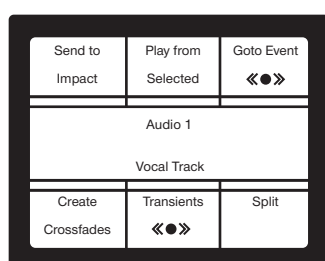 Send to Play from Goto Event
Impact Selected «●»
Audio 1
Vocal Track
Create Transients Split
Crossfades «●»